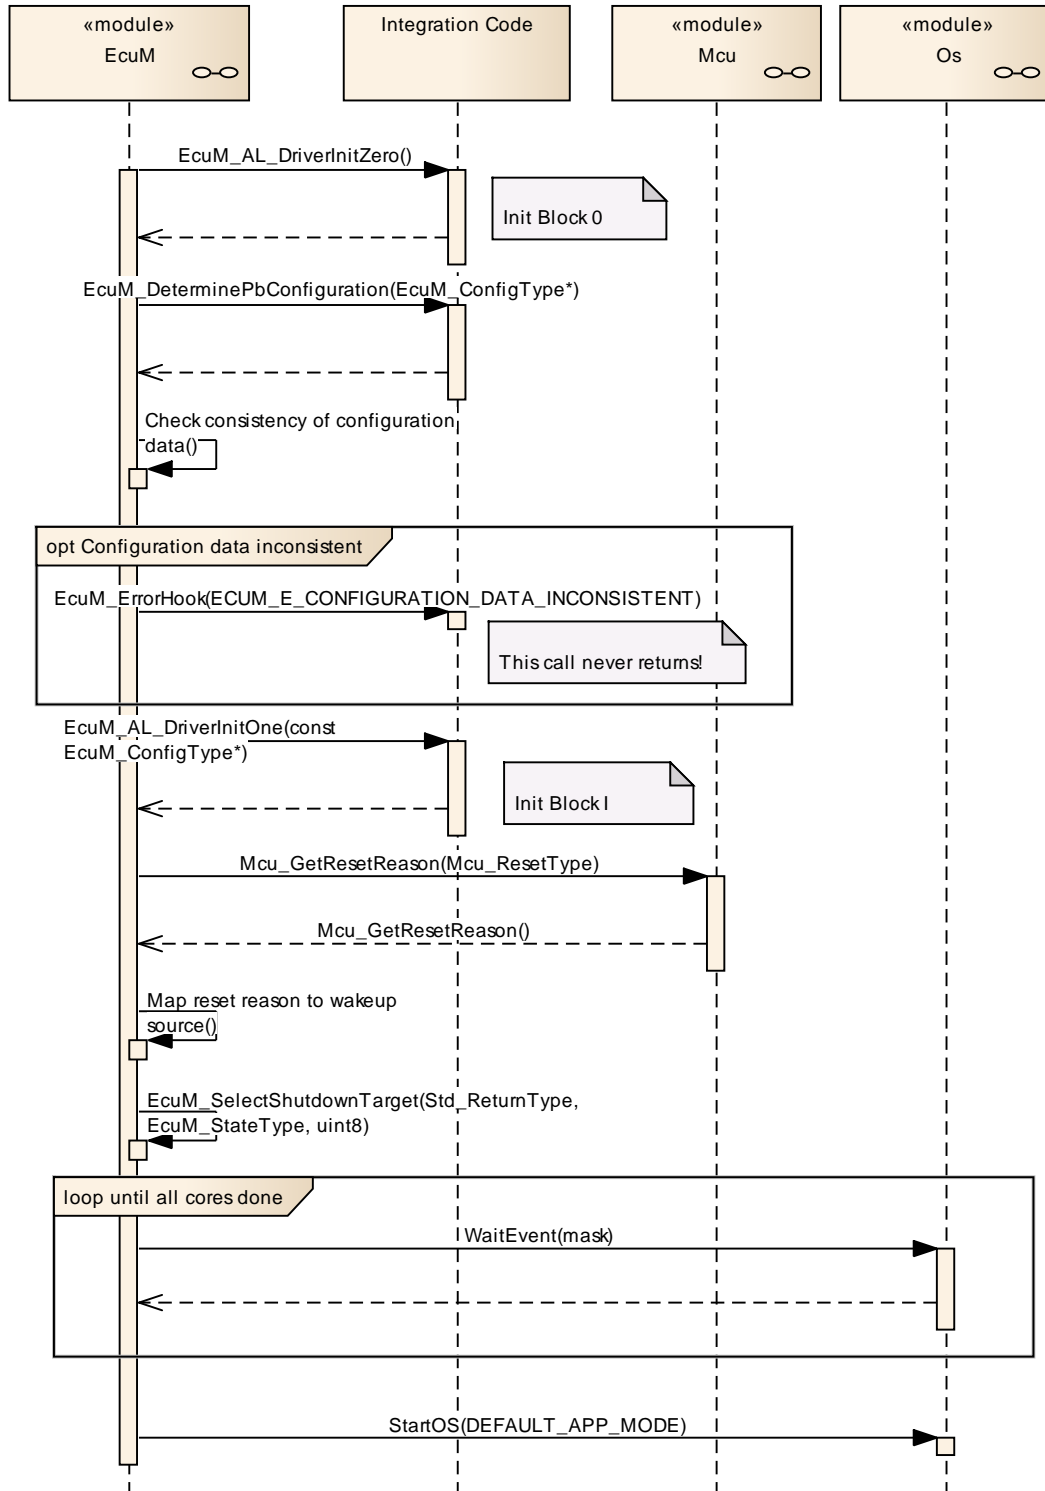 «module»
EcuM
Integration Code
«module»
Mcu
«module»
Os
EcuM_AL_DriverInitZero()
Init Block 0
EcuM_DeterminePbConfiguration(EcuM_ConfigType*)
Check consistency of configuration
data()
opt Configuration data inconsistent
EcuM_ErrorHook(ECUM_E_CONFIGURATION_DATA_INCONSISTENT)
This call never returns!
EcuM_AL_DriverInitOne(const
EcuM_ConfigType*)
Init Block I
Mcu_GetResetReason(Mcu_ResetType)
Mcu_GetResetReason()
Map reset reason to wakeup
source()
EcuM_SelectShutdownTarget(Std_ReturnType,
EcuM_StateType, uint8)
loop until all cores done
WaitEvent(mask)
StartOS(DEFAULT_APP_MODE)